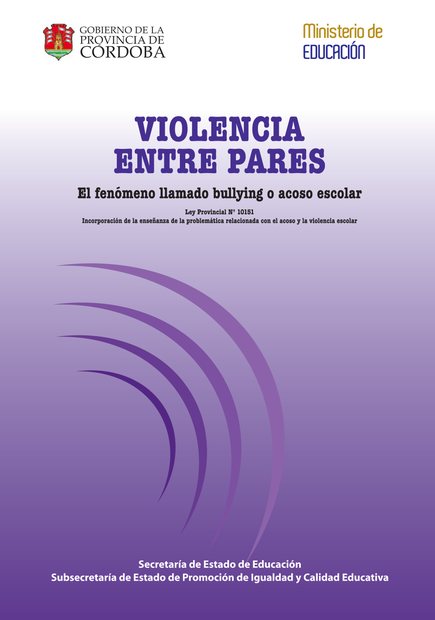 GOBIERNO DE LA
PROVINCIA DE
CÓRDOBA
Ministerio de
EDUCACIÓN
VIOLENCIA
ENTRE PARES
El fenómeno llamado bullying o acoso escolar
Ley Provincial N° 10151
Incorporación de la enseñanza de la problemática relacionada con el acoso y la violencia escolar
Secretaría de Estado de Educación
Subsecretaría de Estado de Promoción de Igualdad y Calidad Educativa